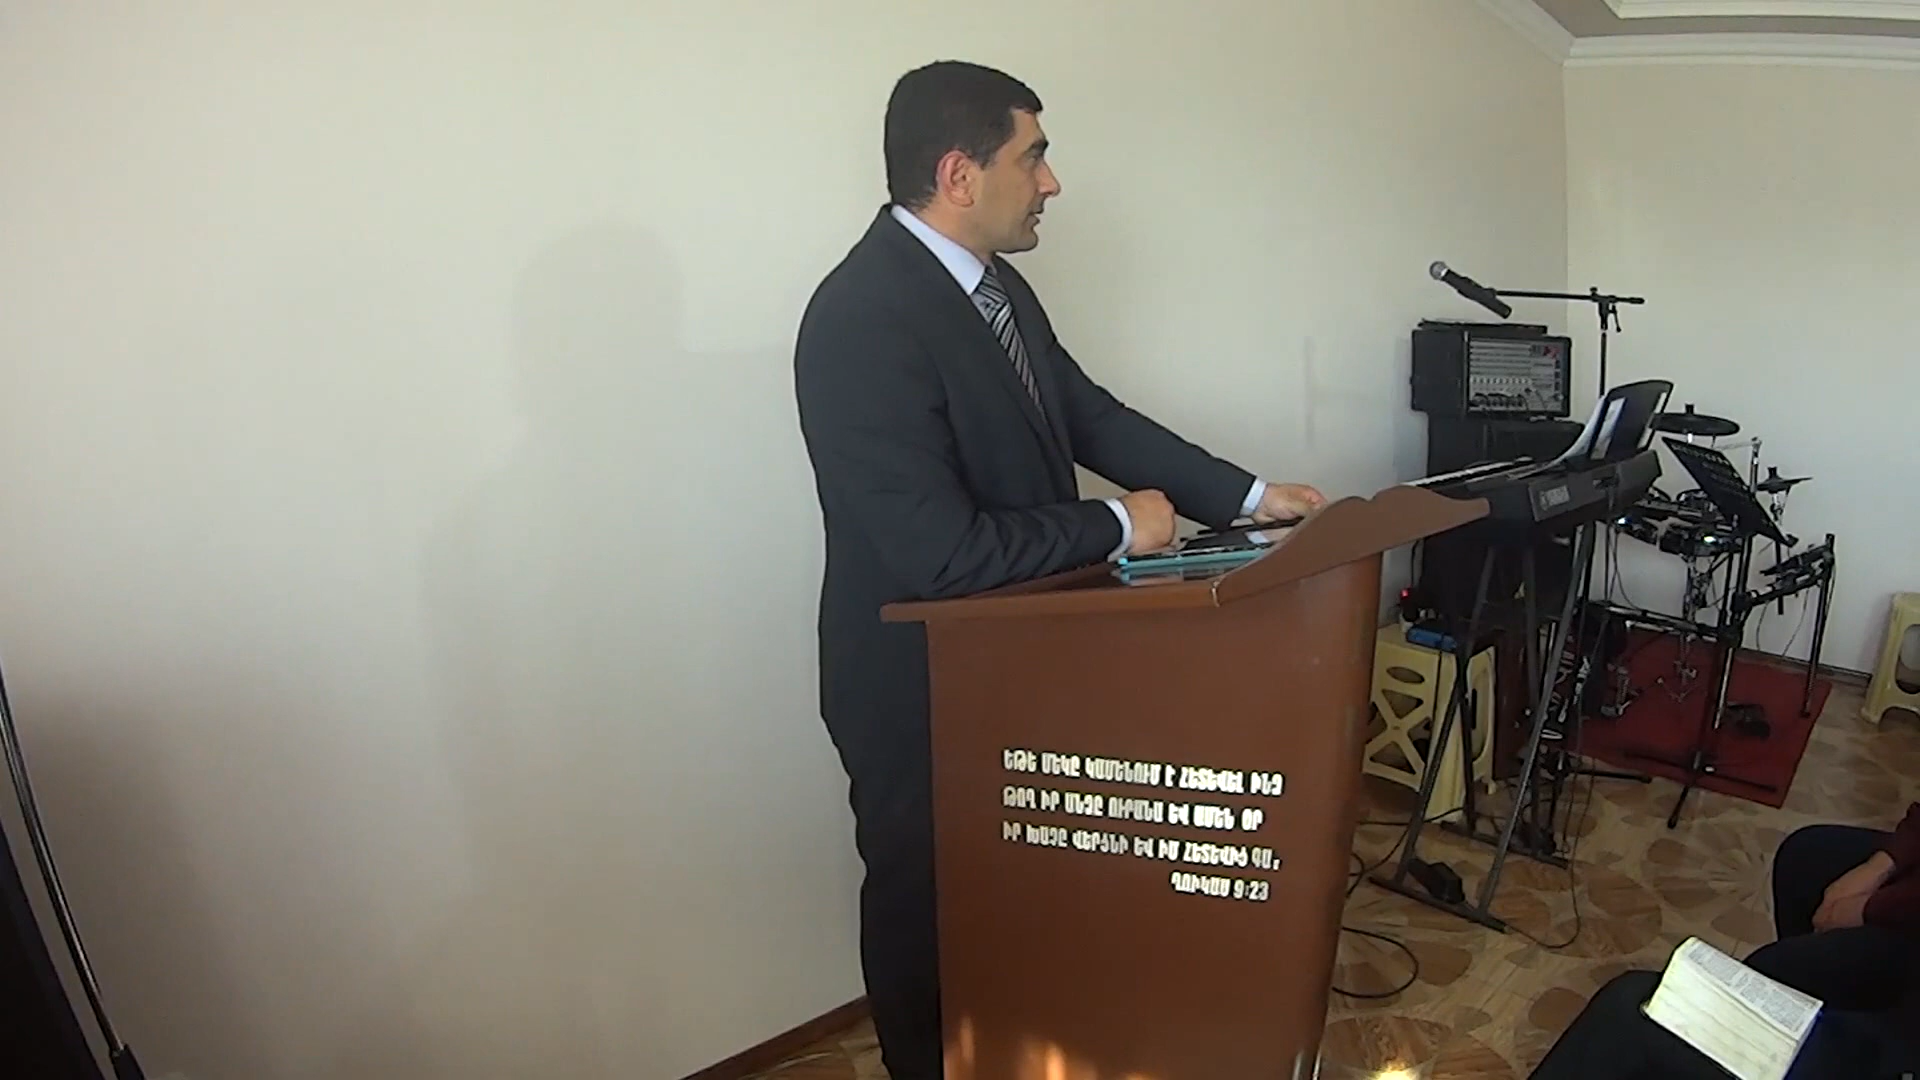 ԵԹԵ ՄԵԿԸ ԿԱՄԵՆՈՒՄ Է ՀԵՏԵՎԵԼ ԻՆՁ
ԹՈՂ ԻՐ ԱՆՁԸ ՈՒՐԱՆԱ ԵՎ ԱՄԵՆ ՕՐ
ԻՐ ԽԱՉԸ ՎԵՐՑՆԻ ԵՎ ԻՄ ՀԵՏԵՎԻՑ ԳԱ։
ՂՈՒԿԱՍ 9:23
YAMAHA